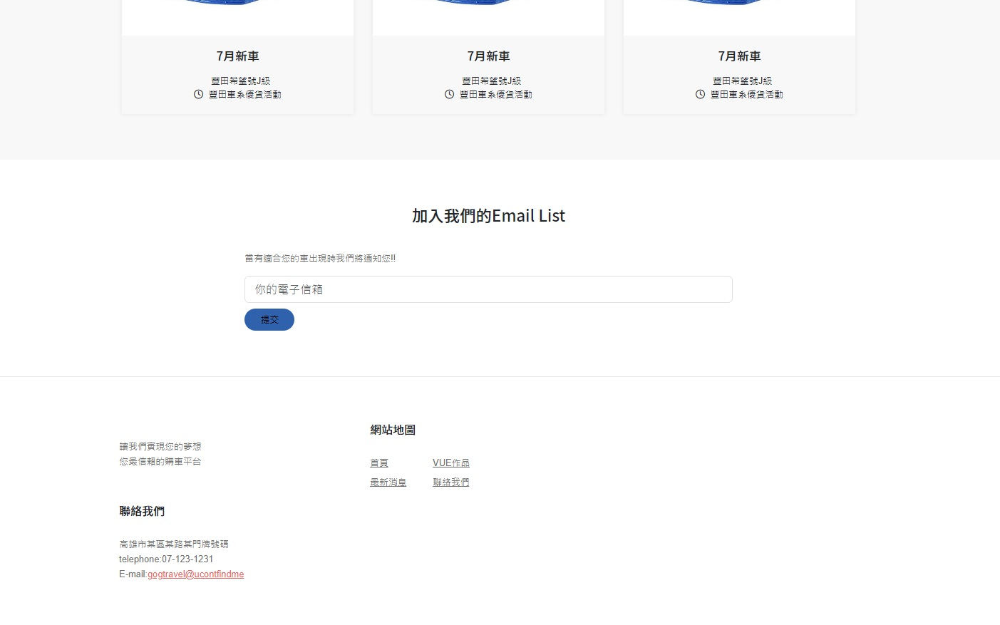 7月新車
豐田希望號J級
豐田車系優貨活動
7月新車
豐田希望號J級
豐田車系優貨活動
7月新車
豐田希望號J級
豐田車系優貨活動
加入我們的Email List
當有適合您的車出現時我們將通知您!!
你的電子信箱
提交
讓我們實現您的夢想
您最信賴的購車平台
聯絡我們
高雄市某區某路某門牌號碼
telephone:07-123-1231
E-mail:gogtravel@ucontfindme
網站地圖
首頁
VUE作品
最新消息
聯絡我們